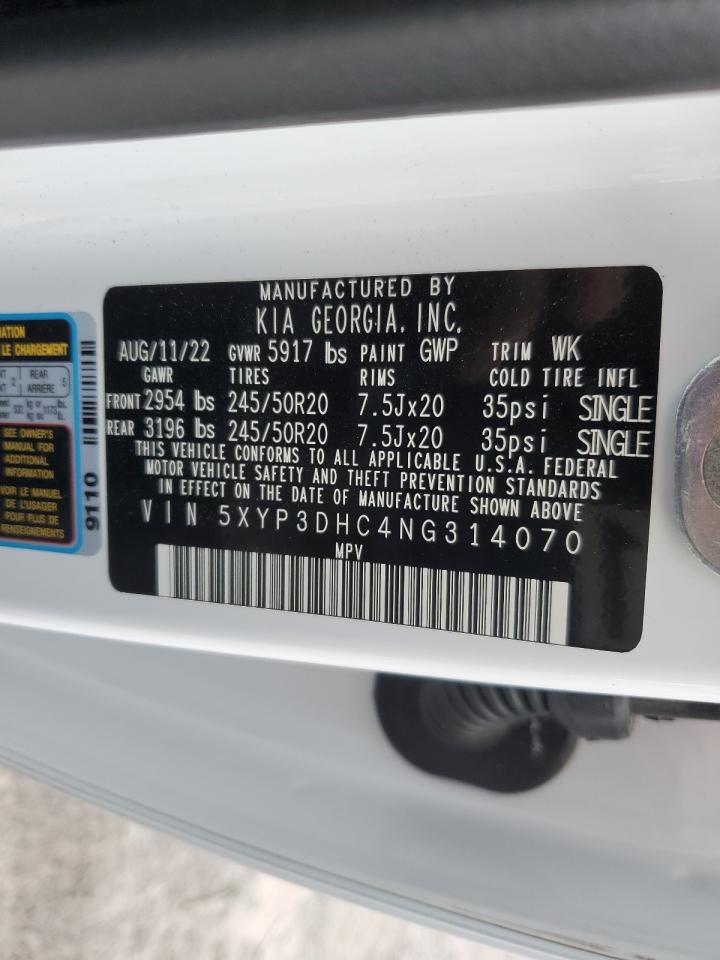 MANUFACTURED BY
KIA GEORGIA, INC.
AUG/11/22 GVWR 5917 lbs PAINT GWP TRIM WK
GAWR TIRES RIMS COLD TIRE INFL
FRONT 2954 lbs 245/50R20 7.5Jx20 35psi SINGLE
REAR 3196 lbs 245/50R20 7.5Jx20 35psi SINGLE
THIS VEHICLE CONFORMS TO ALL APPLICABLE U.S.A. FEDERAL
MOTOR VEHICLE SAFETY AND THEFT PREVENTION STANDARDS
IN EFFECT ON THE DATE OF MANUFACTURE SHOWN ABOVE
VIN 5XYP3DHC4NG314070
MPV
LE CHARGEMENT
2 REAR 5
ARRIÈRE
SEE OWNER'S
MANUAL FOR
ADDITIONAL
INFORMATION
VOIR LE MANUEL
DE L'USAGER
POUR PLUS DE
RENSEIGNEMENTS
9110